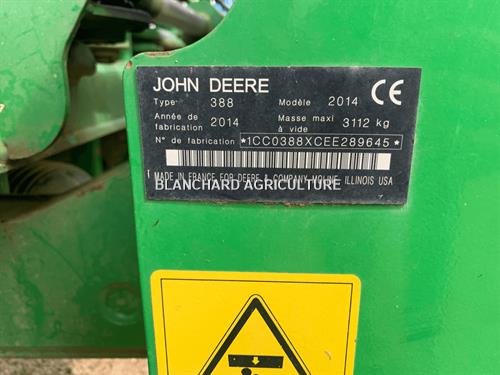 JOHN DEERE CE
Type: 388 Modèle 2014
Année de fabrication 2014 Masse maxi à vide 3112 kg
N° de fabrication *1CC0388XCEE289645*
MADE IN FRANCE FOR DEERE & COMPANY MOLINE, ILLINOIS USA
BLANCHARD AGRICULTURE